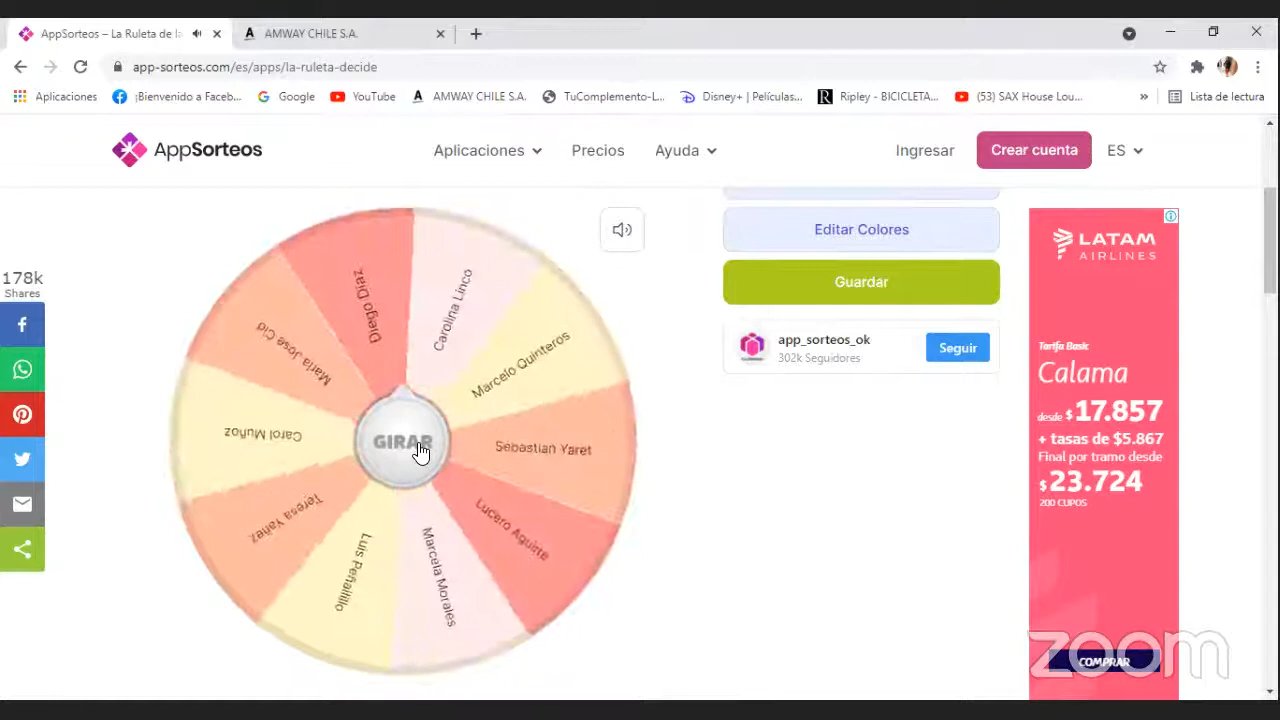 AppSorteos – La Ruleta de la
AMWAY CHILE S.A.
app-sorteos.com/es/apps/la-ruleta-decide
Aplicaciones
¡Bienvenido a Faceb...
Google
YouTube
AMWAY CHILE S.A.
TuComplemento-L...
Disney+ | Películas...
Ripley - BICICLETA...
(53) SAX House Lou...
»
Lista de lectura
AppSorteos
Aplicaciones
Precios
Ayuda
Ingresar
Crear cuenta
ES
178k
Shares
Diego Diaz
Carolina Linco
Marcelo Quinteros
Sebastian Yaret
Lucero Aguirre
Marcela Morales
Luis Peñailillo
Teresa Yañez
Carol Muñoz
María José Cid
GIRAR
Editar Colores
Guardar
app_sorteos_ok
302k Seguidores
Seguir
LATAM
AIRLINES
Tarifa Basic
Calama
desde $17.857
+ tasas de $5.867
Final por tramo desde
$23.724
200 CUPOS
COMPRAR
zoom